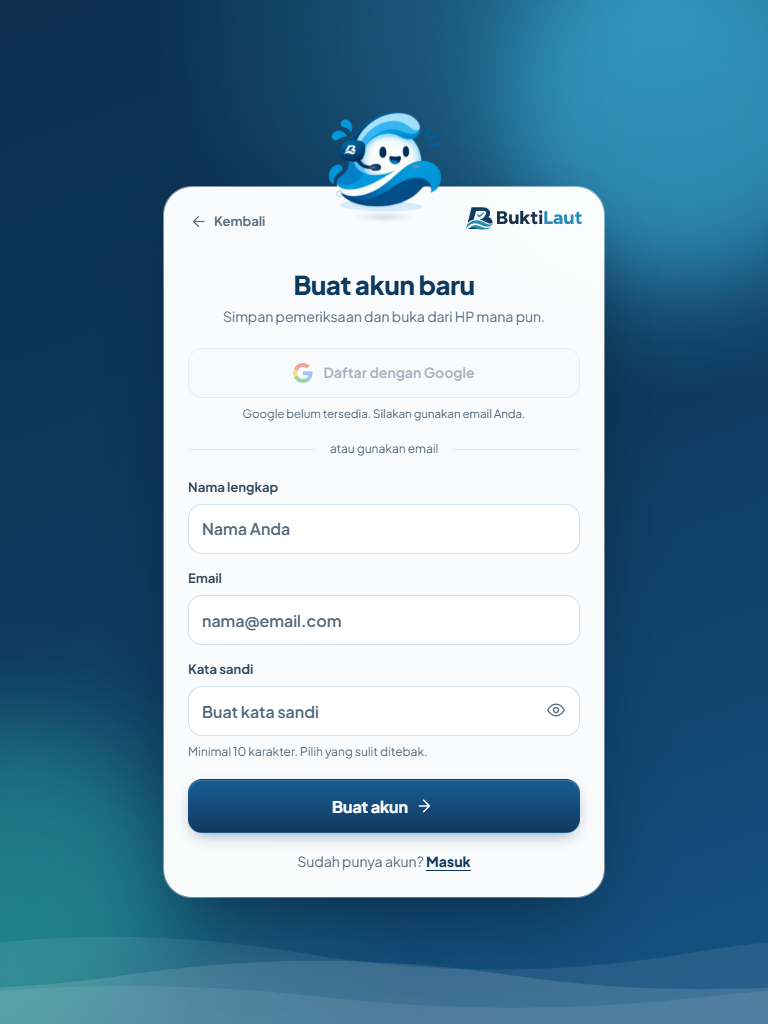 Kembali
BuktiLaut
Buat akun baru
Simpan pemeriksaan dan buka dari HP mana pun.
Daftar dengan Google
Google belum tersedia. Silakan gunakan email Anda.
atau gunakan email
Nama lengkap
Nama Anda
Email
nama@email.com
Kata sandi
Buat kata sandi
Minimal 10 karakter. Pilih yang sulit ditebak.
Buat akun
Sudah punya akun? Masuk